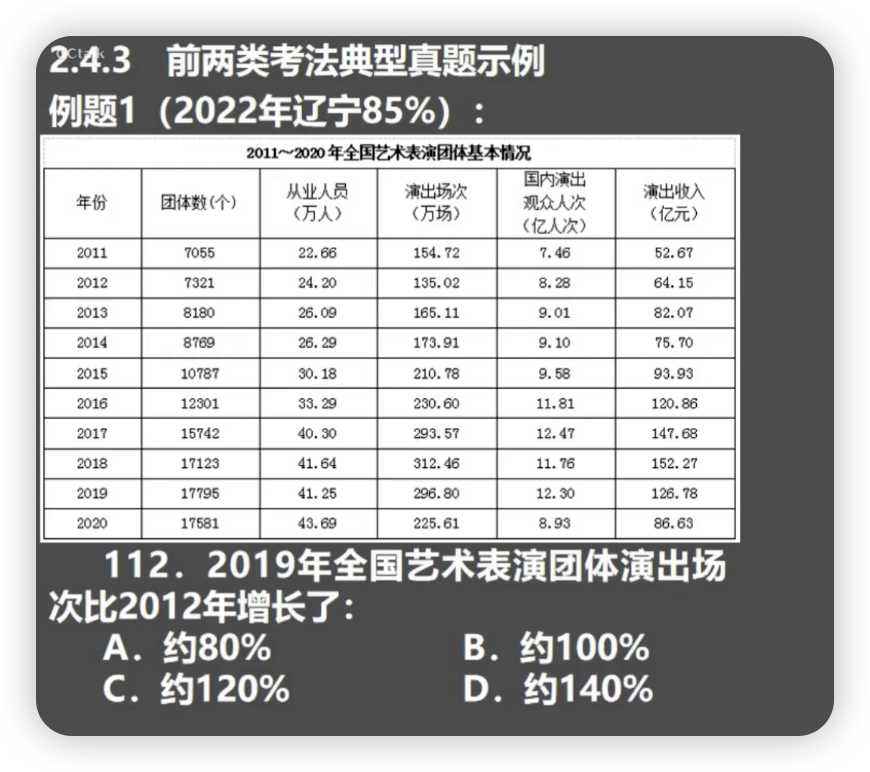 2.4.3 前两类考法典型真题示例
例题1（2022年辽宁85%）：
2011～2020年全国艺术表演团体基本情况
年份 团体数(个) 从业人员（万人） 演出场次（万场） 国内演出观众人次（亿人次） 演出收入（亿元）
2011 7055 22.66 154.72 7.46 52.67
2012 7321 24.20 135.02 8.28 64.15
2013 8180 26.09 165.11 9.01 82.07
2014 8769 26.29 173.91 9.10 75.70
2015 10787 30.18 210.78 9.58 93.93
2016 12301 33.29 230.60 11.81 120.86
2017 15742 40.30 293.57 12.47 147.68
2018 17123 41.64 312.46 11.76 152.27
2019 17795 41.25 296.80 12.30 126.78
2020 17581 43.69 225.61 8.93 86.63
112．2019年全国艺术表演团体演出场
次比2012年增长了：
A．约80% B．约100%
C．约120% D．约140%